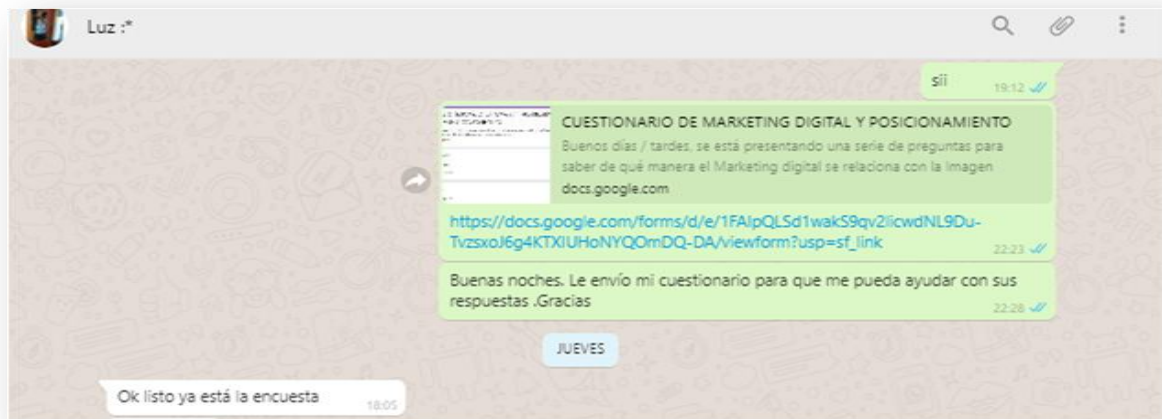 Luz :*
sii
19:12
CUESTIONARIO DE MARKETING DIGITAL Y POSICIONAMIENTO
Buenos días / tardes, se está presentando una serie de preguntas para
saber de qué manera el Marketing digital se relaciona con la Imagen
docs.google.com
https://docs.google.com/forms/d/e/1FAIpQLSd1wakS9qv2licwdNL9Du-
TvzsxoJ6g4KTXIUHoNYQOmDQ-DA/viewform?usp=sf_link
22:23
Buenas noches. Le envío mi cuestionario para que me pueda ayudar con sus
respuestas .Gracias
22:28
JUEVES
Ok listo ya está la encuesta
18:05